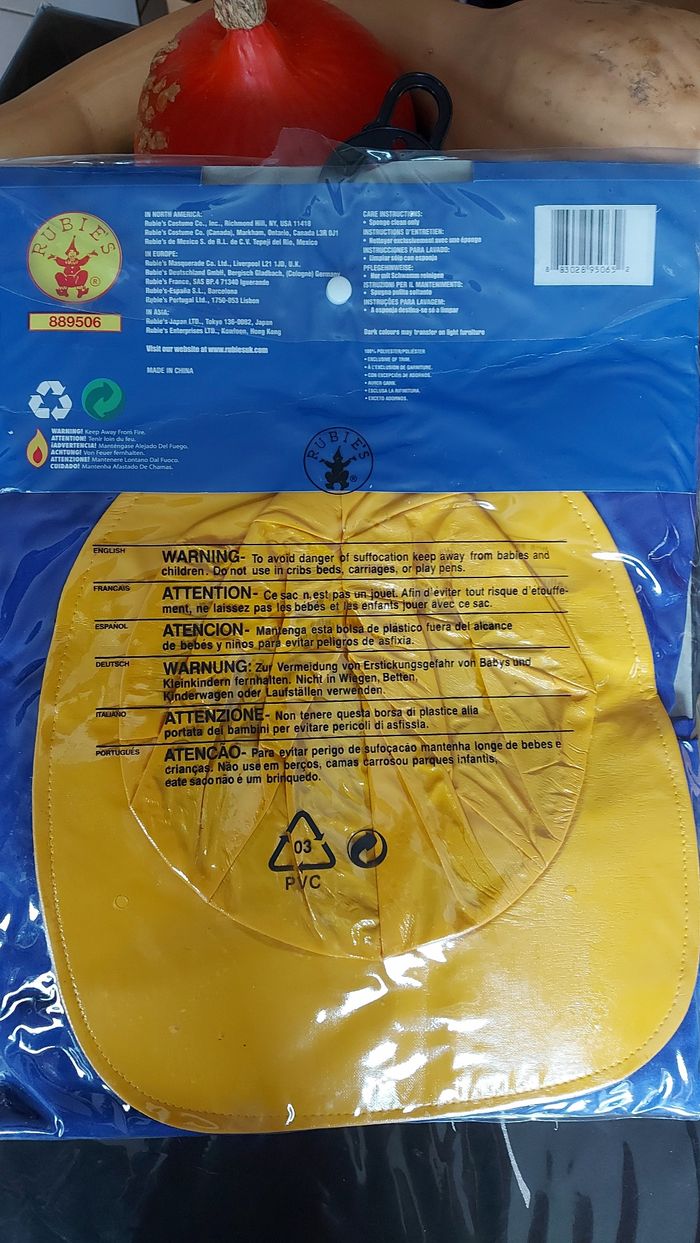 RUBIE'S
®
889506
IN NORTH AMERICA:
Rubie's Costume Co., Inc., Richmond Hill, NY, USA 11418
Rubie's Costume Co. (Canada), Markham, Ontario, Canada L3R 0J1
Rubie's de Mexico S. de R.L. de C.V. Tepeji del Rio, Mexico
IN EUROPE:
Rubie's Masquerade Co. Ltd., Liverpool L21 1JD, U.K.
Rubie's Deutschland GmbH, Bergisch Gladbach, (Cologne) Germany
Rubie's France, SAS BP.4 71340 Iguerande
Rubie's-España S.L., Barcelona
Rubie's Portugal Ltd., 1750-053 Lisbon
IN ASIA:
Rubie's Japan LTD., Tokyo 136-0082, Japan
Rubie's Enterprises LTD., Kowloon, Hong Kong
Visit our website at www.rubiesuk.com
MADE IN CHINA
CARE INSTRUCTIONS:
• Sponge clean only
INSTRUCTIONS D'ENTRETIEN:
• Nettoyer exclusivement avec une éponge
INSTRUCCIONES PARA LAVADO:
• Limpiar sólo con esponja
PFLEGEHINWEISE:
• Nur mit Schwamm reinigen
ISTRUZIONI PER IL MANTENIMENTO:
• Spugna pulita soltanto
INSTRUÇÕES PARA LAVAGEM:
• A esponja destina-se só a limpar
Dark colours may transfer on light furniture
100% POLYESTER/POLIÉSTER
• EXCLUSIVE OF TRIM.
• À L'EXCLUSION DE GARNITURE.
• CON EXCEPCIÓN DE ADORNOS.
• AUßER GARN.
• ESCLUSA LA RIFINITURA.
• EXCETO ADORNOS.
8 83028 95065 2
WARNING! Keep Away From Fire.
ATTENTION! Tenir loin du feu.
¡ADVERTENCIA! Manténgase Alejado Del Fuego.
ACHTUNG! Von Feuer fernhalten.
ATTENZIONE! Mantenere Lontano Dal Fuoco.
CUIDADO! Mantenha Afastado De Chamas.
RUBIE'S
®
ENGLISH
WARNING- To avoid danger of suffocation keep away from babies and
children. Do not use in cribs beds, carriages, or play pens.
FRANCAIS
ATTENTION- Ce sac n,est pas un jouet. Afin d'éviter tout risque d'étouffe-
ment, ne laissez pas les bebés et les enfants jouer avec ce sac.
ESPAÑOL
ATENCION- Mantenga esta bolsa de plástico fuera del alcance
de bebés y niños para evitar peligros de asfixia.
DEUTSCH
WARNUNG: Zur Vermeidung von Erstickungsgefahr von Babys und
Kleinkindern fernhalten. Nicht in Wiegen, Betten,
Kinderwagen oder Laufställen verwenden.
ITALIANO
ATTENZIONE- Non tenere questa borsa di plastice alla
portata dei bambini per evitare pericoli di asfissia.
PORTUGUÊS
ATENCÃO- Para evitar perigo de sufoçacão mantenha longe de bebes e
crianças. Não use em berços, camas carrosou parques infantis,
eate saco não é um brinquedo.
03
PVC